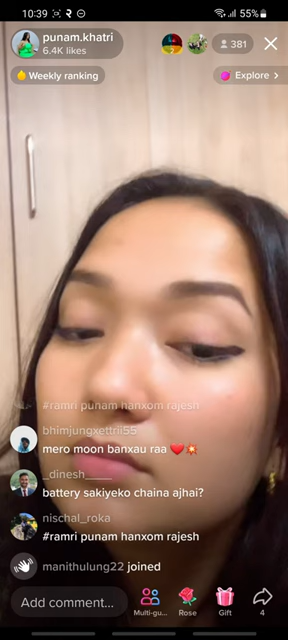 10:39
55%
punam.khatri
6.4K likes
2
381
Weekly ranking
Explore >
#ramri punam hanxom rajesh
bhimjungxettrii55
mero moon banxau raa ❤️💥
_dinesh____
battery sakiyeko chaina ajhai?
nischal_roka
#ramri punam hanxom rajesh
manithulung22 joined
Add comment...
Multi-gu...
Rose
Gift
4